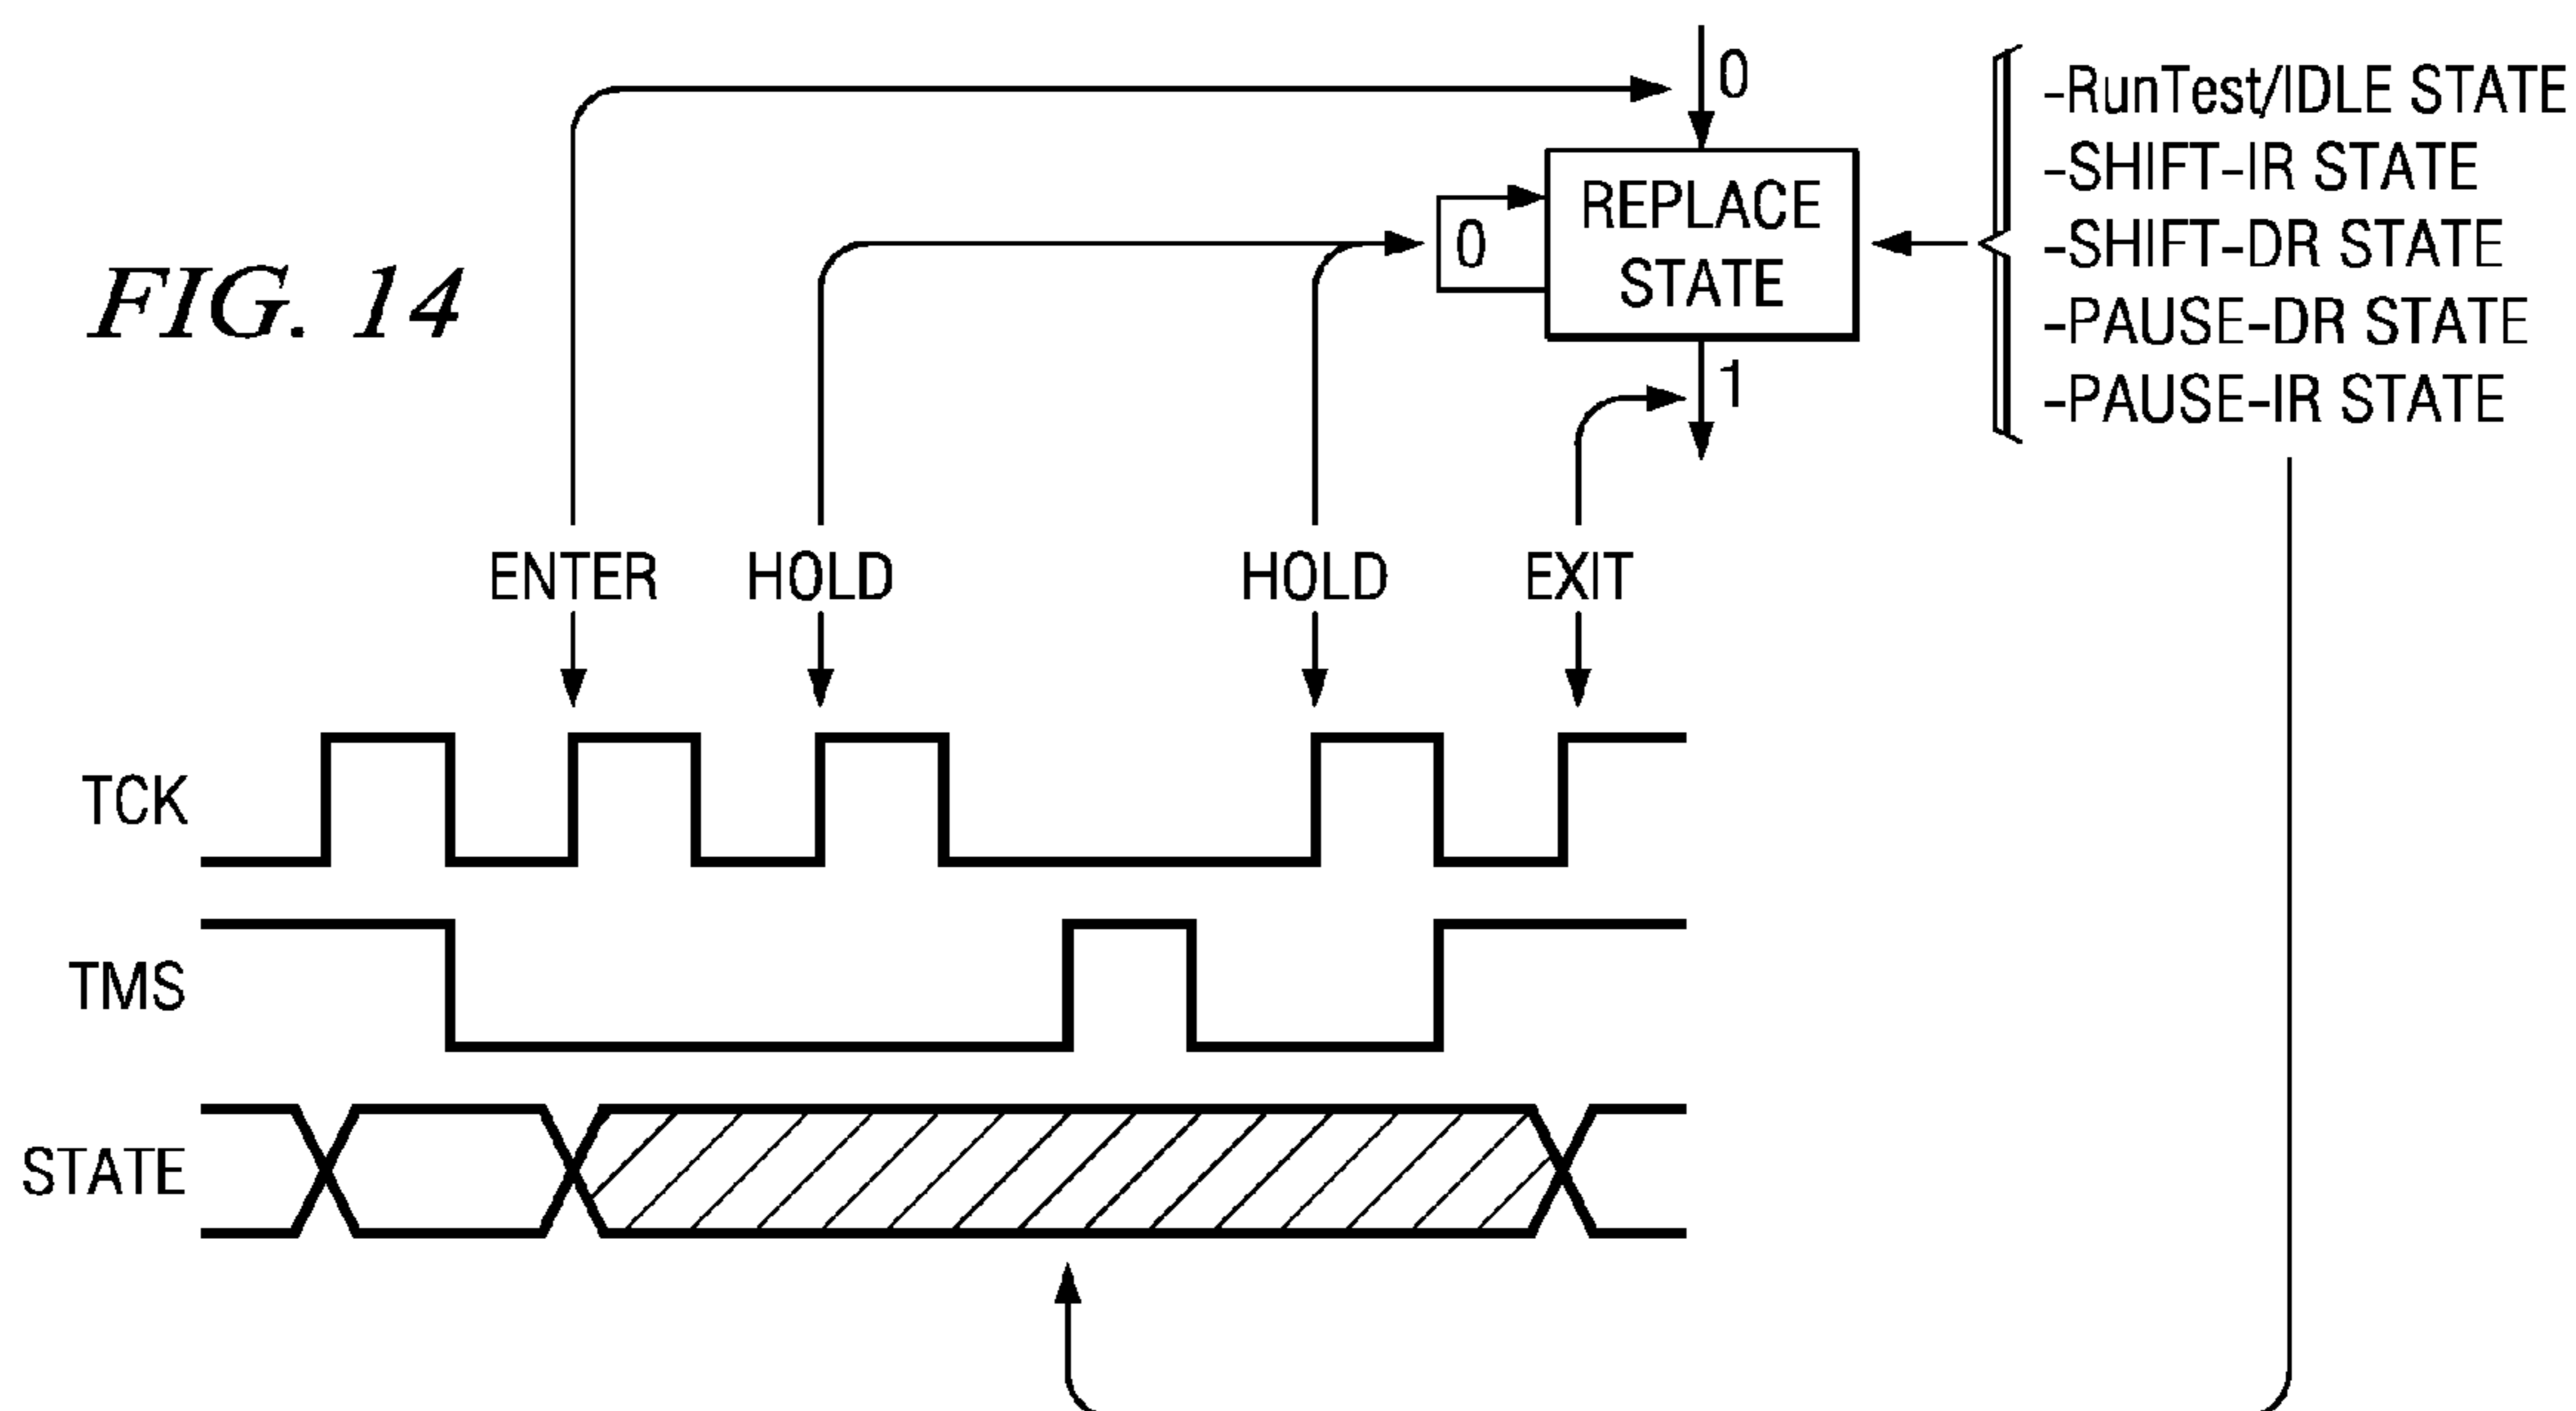 FIG. 14
0
0
REPLACE
STATE
1
-RunTest/IDLE STATE
-SHIFT-IR STATE
-SHIFT-DR STATE
-PAUSE-DR STATE
-PAUSE-IR STATE
ENTER HOLD HOLD EXIT
TCK
TMS
STATE